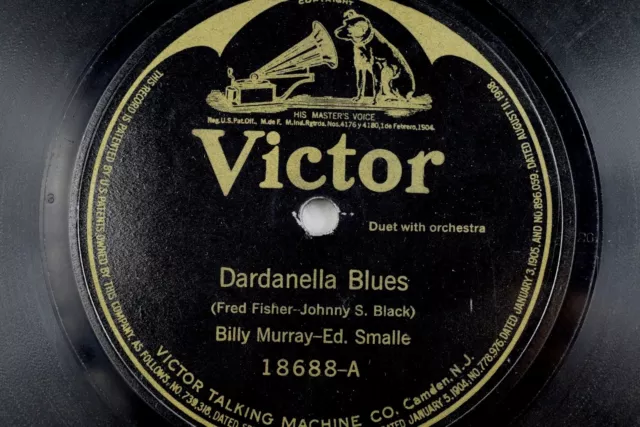 COPYRIGHT
HIS MASTER'S VOICE
Reg.U.S.Pat.Off., M.de F. M.Ind.Rgtrda.Nos.4176 y 4180,1 de Febrero,1904.
Victor
Duet with orchestra
Dardanella Blues
(Fred Fisher-Johnny S. Black)
Billy Murray-Ed. Smalle
18688-A
VICTOR TALKING MACHINE CO. Camden, N.J.
THIS RECORD IS PATENTED BY U.S. PATENTS OWNED BY THIS COMPANY, AS FOLLOWS, NO. 739,318, DATED SE
JANUARY 5, 1904, NO. 778,976, DATED JANUARY 3, 1905, AND NO. 896,059, DATED AUGUST 11, 1908